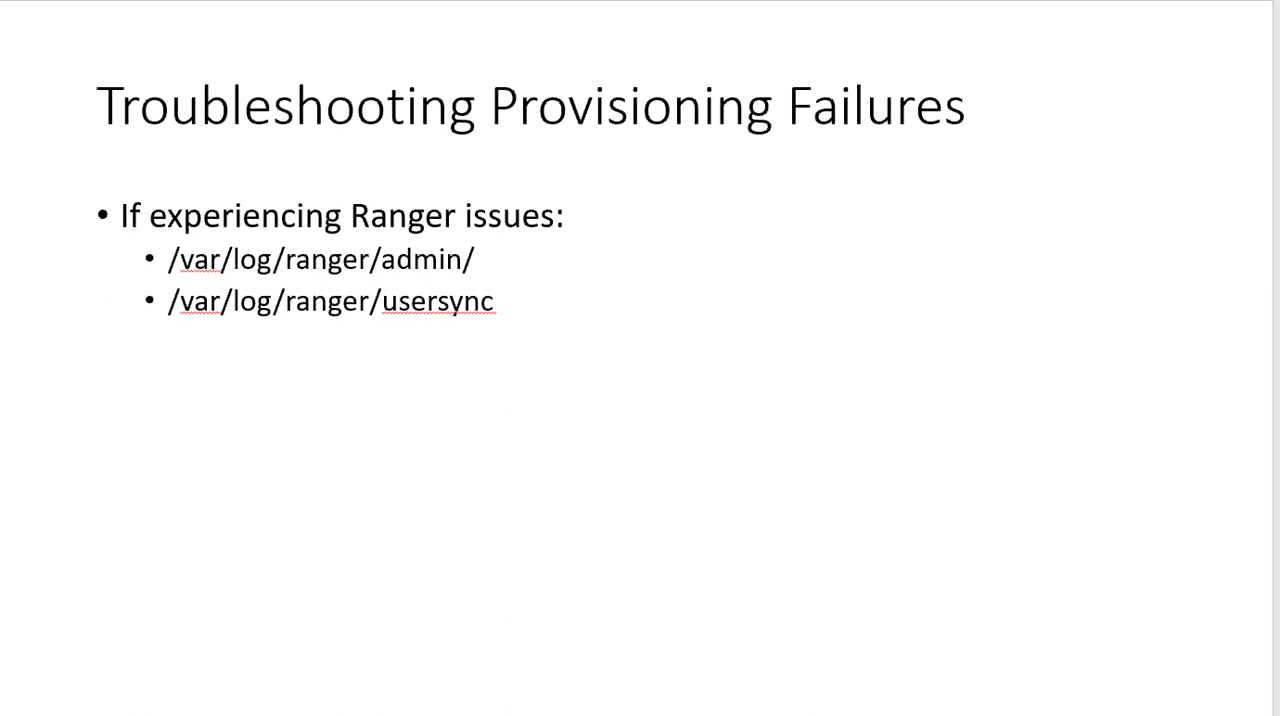 Troubleshooting Provisioning Failures
• If experiencing Ranger issues:
• /var/log/ranger/admin/
• /var/log/ranger/usersync